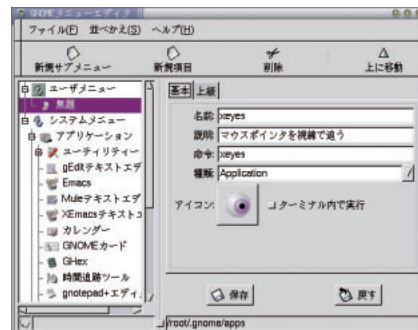 GNOMEメニューエディタ
ファイル(F) 並べかえ(S) ヘルプ(H)
新規サブメニュー 新規項目 削除 上に移動
ユーザメニュー
無題
システムメニュー
アプリケーション
ユーティリティー
gEditテキストエデ
Emacs
Muleテキストエデ
XEmacsテキストエ
カレンダー
GNOMEカード
GHex
時間追跡ツール
gnotepad+エディ
基本 上級
名前: xeyes
説明: マウスポインタを視線で追う
命令: xeyes
種類: Application
アイコン: ターミナル内で実行
保存 戻す
/root/.gnome/apps